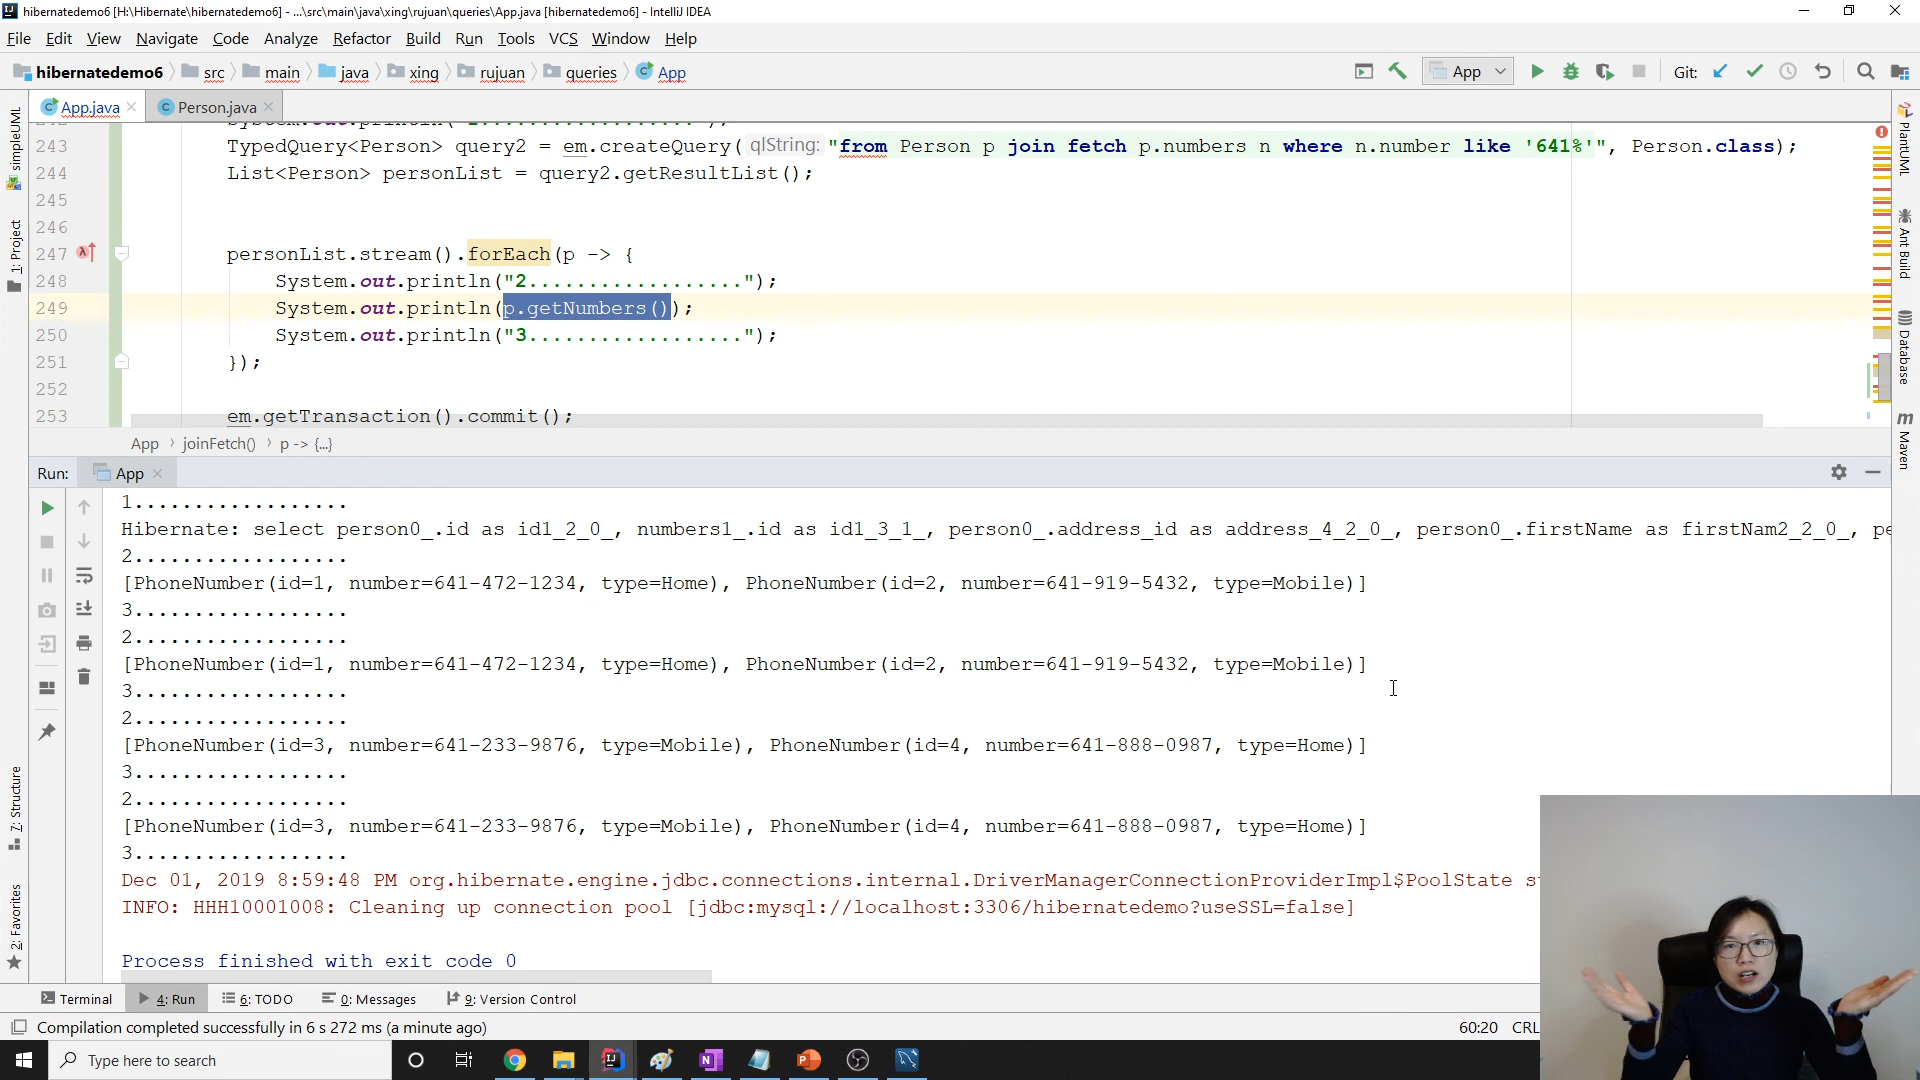 hibernatedemo6 [H:\Hibernate\hibernatedemo6] - ...\src\main\java\xing\rujuan\queries\App.java [hibernatedemo6] - IntelliJ IDEA
File Edit View Navigate Code Analyze Refactor Build Run Tools VCS Window Help
hibernatedemo6 src main java xing rujuan queries App App Git:
App.java Person.java
243 TypedQuery<Person> query2 = em.createQuery( qlString: "from Person p join fetch p.numbers n where n.number like '641%'", Person.class);
244 List<Person> personList = query2.getResultList();
245
246
247 personList.stream().forEach(p -> {
248 System.out.println("2..................");
249 System.out.println(p.getNumbers());
250 System.out.println("3..................");
251 });
252
253 em.getTransaction().commit();
App joinFetch() p -> {...}
Run: App
1..................
Hibernate: select person0_.id as id1_2_0_, numbers1_.id as id1_3_1_, person0_.address_id as address_4_2_0_, person0_.firstName as firstNam2_2_0_, pe
2..................
[PhoneNumber(id=1, number=641-472-1234, type=Home), PhoneNumber(id=2, number=641-919-5432, type=Mobile)]
3..................
2..................
[PhoneNumber(id=1, number=641-472-1234, type=Home), PhoneNumber(id=2, number=641-919-5432, type=Mobile)]
3..................
2..................
[PhoneNumber(id=3, number=641-233-9876, type=Mobile), PhoneNumber(id=4, number=641-888-0987, type=Home)]
3..................
2..................
[PhoneNumber(id=3, number=641-233-9876, type=Mobile), PhoneNumber(id=4, number=641-888-0987, type=Home)]
3..................
Dec 01, 2019 8:59:48 PM org.hibernate.engine.jdbc.connections.internal.DriverManagerConnectionProviderImpl$PoolState st
INFO: HHH10001008: Cleaning up connection pool [jdbc:mysql://localhost:3306/hibernatedemo?useSSL=false]
Process finished with exit code 0
Terminal 4: Run 6: TODO 0: Messages 9: Version Control
Compilation completed successfully in 6 s 272 ms (a minute ago) 60:20 CRL
Type here to search
simpleUML
1: Project
7: Structure
2: Favorites
PlantUML
Ant Build
Database
Maven